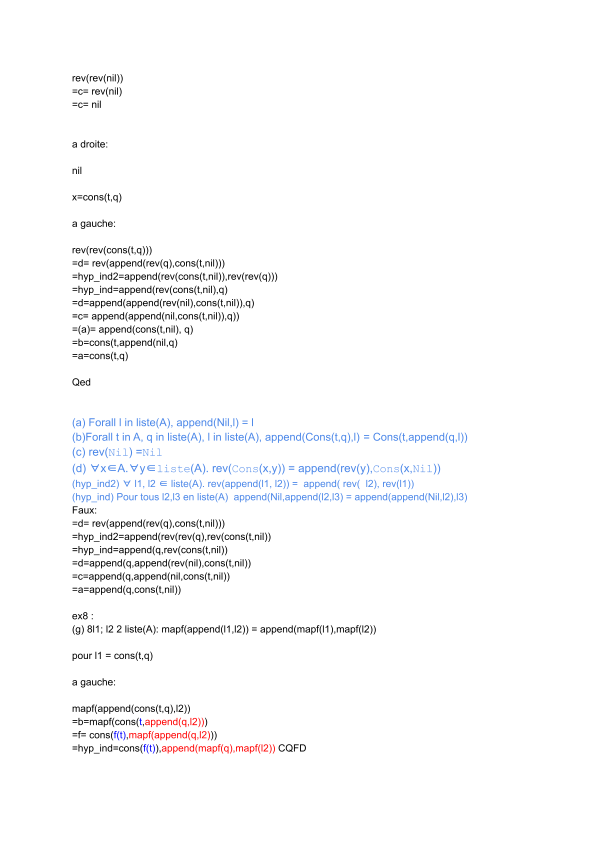 rev(rev(nil))
=c= rev(nil)
=c= nil
a droite:
nil
x=cons(t,q)
a gauche:
rev(rev(cons(t,q)))
=d= rev(append(rev(q),cons(t,nil)))
=hyp_ind2=append(rev(cons(t,nil)),rev(rev(q)))
=hyp_ind=append(rev(cons(t,nil),q)
=d=append(append(rev(nil),cons(t,nil)),q)
=c= append(append(nil,cons(t,nil)),q))
=(a)= append(cons(t,nil), q)
=b=cons(t,append(nil,q)
=a=cons(t,q)
Qed
(a) Forall l in liste(A), append(Nil,l) = l
(b)Forall t in A, q in liste(A), l in liste(A), append(Cons(t,q),l) = Cons(t,append(q,l))
(c) rev(Nil) =Nil
(d) ∀x∈A.∀y∈liste(A). rev(Cons(x,y)) = append(rev(y),Cons(x,Nil))
(hyp_ind2) ∀ l1, l2 ∈ liste(A). rev(append(l1, l2)) = append( rev( l2), rev(l1))
(hyp_ind) Pour tous l2,l3 en liste(A) append(Nil,append(l2,l3) = append(append(Nil,l2),l3)
Faux:
=d= rev(append(rev(q),cons(t,nil)))
=hyp_ind2=append(rev(rev(q),rev(cons(t,nil))
=hyp_ind=append(q,rev(cons(t,nil))
=d=append(q,append(rev(nil),cons(t,nil))
=c=append(q,append(nil,cons(t,nil))
=a=append(q,cons(t,nil))
ex8 :
(g) 8l1; l2 2 liste(A): mapf(append(l1,l2)) = append(mapf(l1),mapf(l2))
pour l1 = cons(t,q)
a gauche:
mapf(append(cons(t,q),l2))
=b=mapf(cons(t,append(q,l2)))
=f= cons(f(t),mapf(append(q,l2)))
=hyp_ind=cons(f(t)),append(mapf(q),mapf(l2)) CQFD